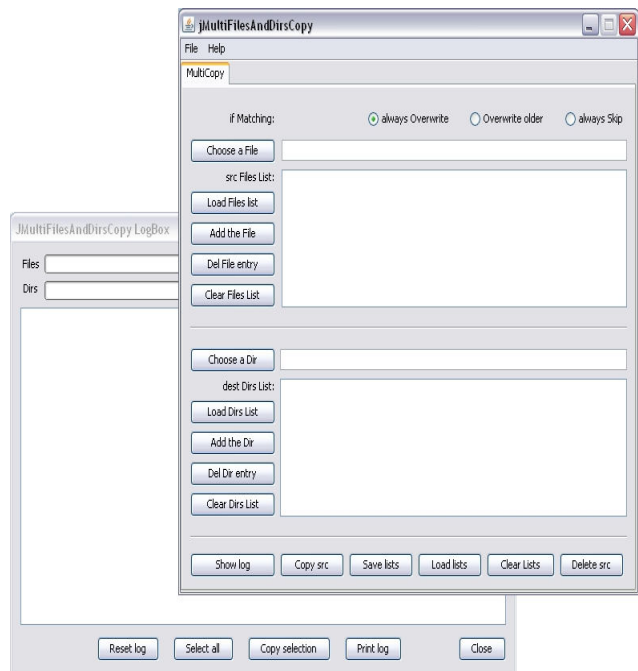 jMultiFilesAndDirsCopy
File Help
MultiCopy
if Matching: always Overwrite Overwrite older always Skip
Choose a File
src Files List:
Load Files list
Add the File
Del File entry
Clear Files List
Choose a Dir
dest Dirs List:
Load Dirs List
Add the Dir
Del Dir entry
Clear Dirs List
Show log Copy src Save lists Load lists Clear Lists Delete src
JMultiFilesAndDirsCopy LogBox
Files
Dirs
Reset log Select all Copy selection Print log Close